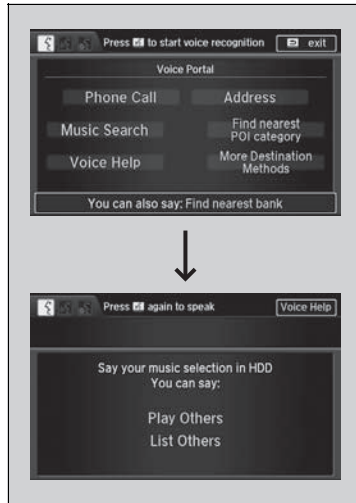 Press to start voice recognition exit
Voice Portal
Phone Call Address
Music Search Find nearest
POI category
Voice Help More Destination
Methods
You can also say: Find nearest bank
Press again to speak Voice Help
Say your music selection in HDD
You can say:
Play Others
List Others